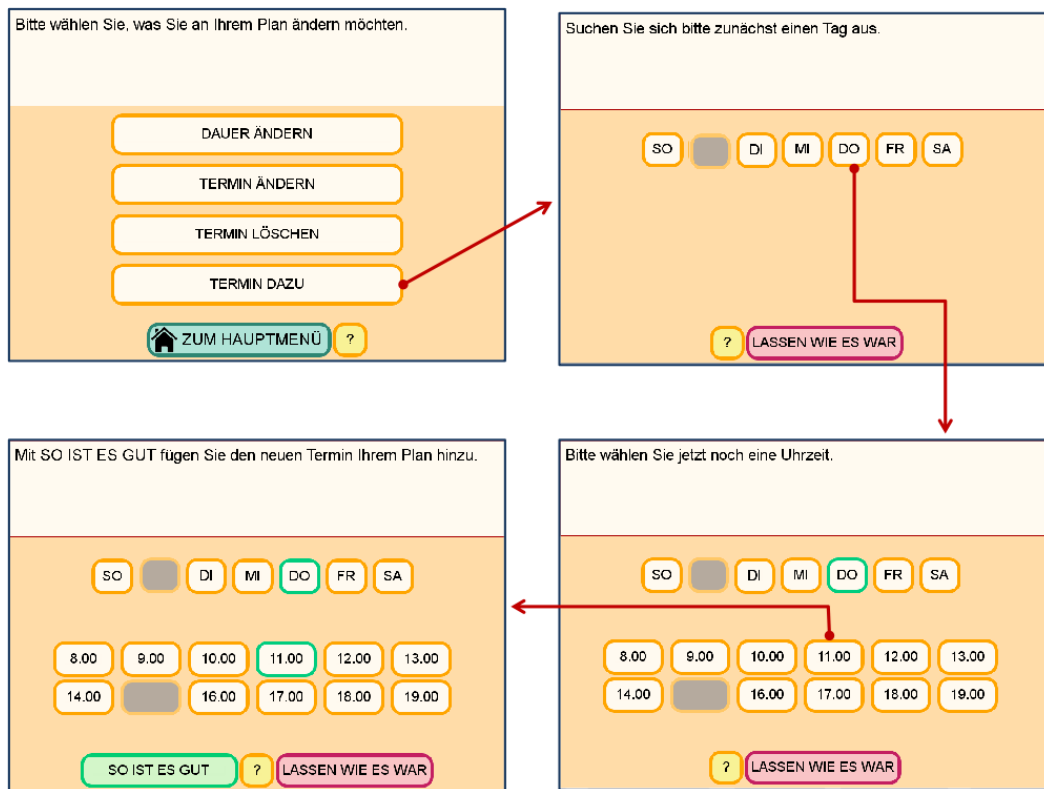 Bitte wählen Sie, was Sie an Ihrem Plan ändern möchten.
DAUER ÄNDERN
TERMIN ÄNDERN
TERMIN LÖSCHEN
TERMIN DAZU
ZUM HAUPTMENÜ ?
Suchen Sie sich bitte zunächst einen Tag aus.
SO DI MI DO FR SA
? LASSEN WIE ES WAR
Mit SO IST ES GUT fügen Sie den neuen Termin Ihrem Plan hinzu.
SO DI MI DO FR SA
8.00 9.00 10.00 11.00 12.00 13.00
14.00 16.00 17.00 18.00 19.00
SO IST ES GUT ? LASSEN WIE ES WAR
Bitte wählen Sie jetzt noch eine Uhrzeit.
SO DI MI DO FR SA
8.00 9.00 10.00 11.00 12.00 13.00
14.00 16.00 17.00 18.00 19.00
? LASSEN WIE ES WAR